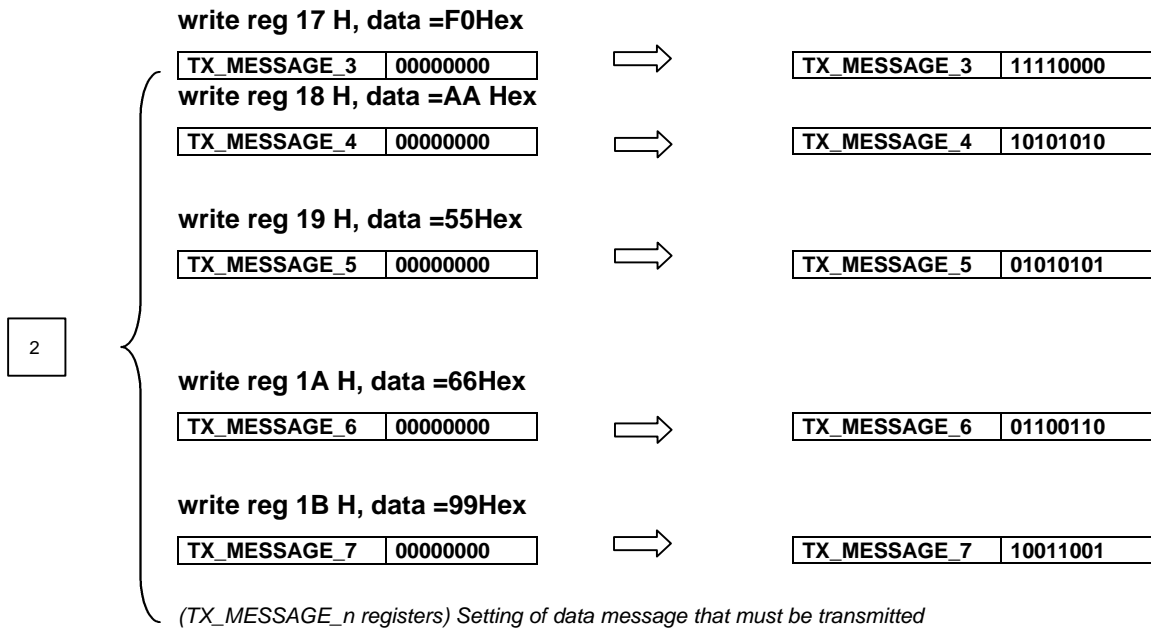 write reg 17 H, data =F0Hex
TX_MESSAGE_3 00000000 TX_MESSAGE_3 11110000
write reg 18 H, data =AA Hex
TX_MESSAGE_4 00000000 TX_MESSAGE_4 10101010
write reg 19 H, data =55Hex
TX_MESSAGE_5 00000000 TX_MESSAGE_5 01010101
2
write reg 1A H, data =66Hex
TX_MESSAGE_6 00000000 TX_MESSAGE_6 01100110
write reg 1B H, data =99Hex
TX_MESSAGE_7 00000000 TX_MESSAGE_7 10011001
(TX_MESSAGE_n registers) Setting of data message that must be transmitted